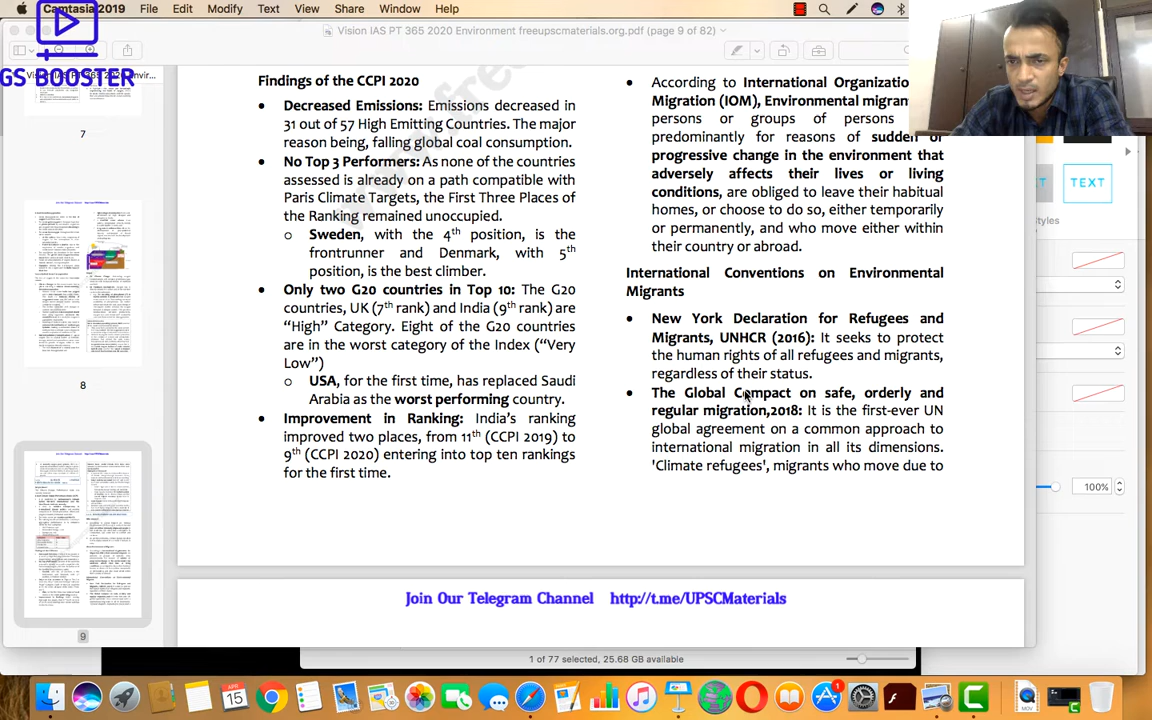 Camtasia 2019 File Edit Modify Text View Share Window Help
Vision IAS PT 365 2020 Environment freeupscmaterials.org.pdf (page 9 of 82)
GS BOOSTER
Vision IAS PT 365 2020 Envir...
7
8
9
Findings of the CCPI 2020
• Decreased Emissions: Emissions decreased in
31 out of 57 High Emitting Countries. The major
reason being, falling global coal consumption.
• No Top 3 Performers: As none of the countries
assessed is already on a path compatible with
Paris Climate Targets, the First Three Places of
the Ranking remained unoccupied.
o Sweden, with the 4th position, is the
frontrunner and Denmark, with 5th
position, is the best climber.
• Only two G20 countries in Top 10: The G20
countries, UK (7th rank) and India (9th rank) are
“High” Category. Eight of the G20 countries
are in the worst category of the Index (“Very
Low”)
o USA, for the first time, has replaced Saudi
Arabia as the worst performing country.
• Improvement in Ranking: India’s ranking
improved two places, from 11th (CCPI 2019) to
9th (CCPI 2020) entering into top ten rankings
for the first time.
• According to International Organizatio
Migration (IOM), Environmental migran
persons or groups of persons
predominantly for reasons of sudden or
progressive change in the environment that
adversely affects their lives or living
conditions, are obliged to leave their habitual
homes, or choose to do so, either temporarily
or permanently, and who move either within
their country or abroad.
International Conventions on Environmental
Migrants
• New York Declaration for Refugees and
Migrants, UNHCR (2016): It seeks to protect
the human rights of all refugees and migrants,
regardless of their status.
• The Global Compact on safe, orderly and
regular migration,2018: It is the first-ever UN
global agreement on a common approach to
international migration in all its dimensions.
'Climate refugees', migrants who move due to
Join Our Telegram Channel http://t.me/UPSCMaterials
TEXT
yles
100%
1 of 77 selected, 25.68 GB available
APR
15
1
MOV